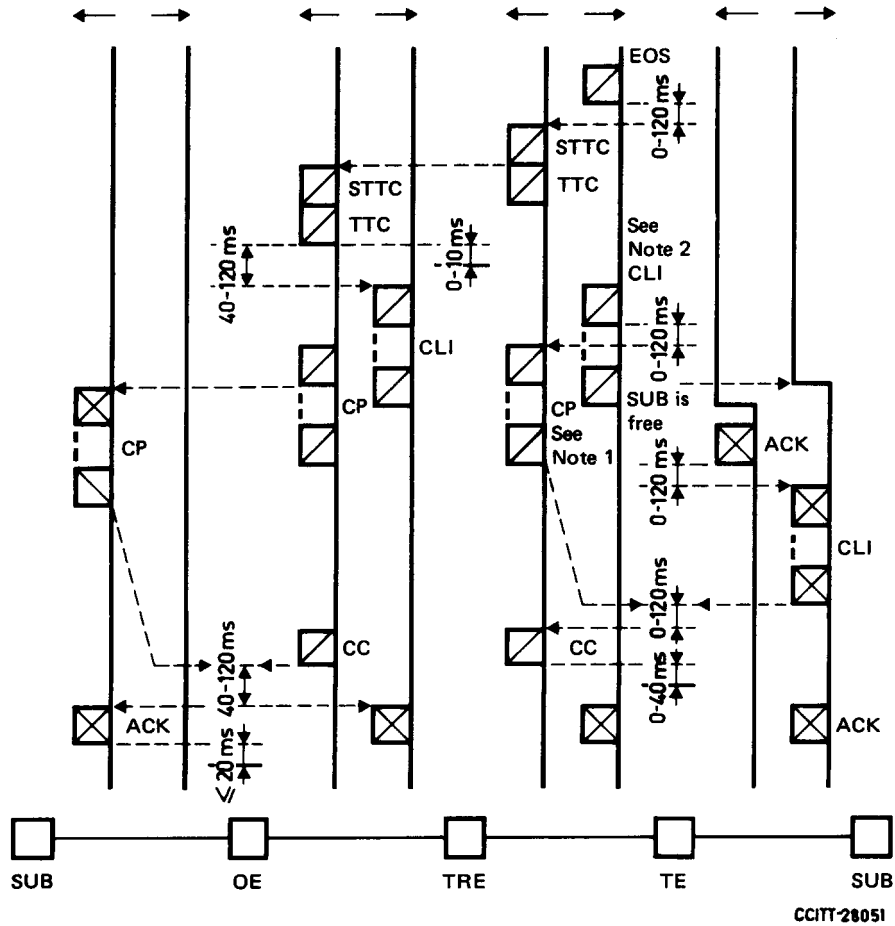 EOS
0-120 ms
STTC
STTC
TTC
TTC
See
Note 2
CLI
40-120 ms
0-10 ms
0-120 ms
CLI
CP
CP
See
Note 1
SUB is
free
CP
ACK
0-120 ms
CLI
0-120 ms
CC
CC
40-120 ms
0-40 ms
ACK
ACK
≤ 20 ms
SUB
OE
TRE
TE
SUB
CCITT-28051